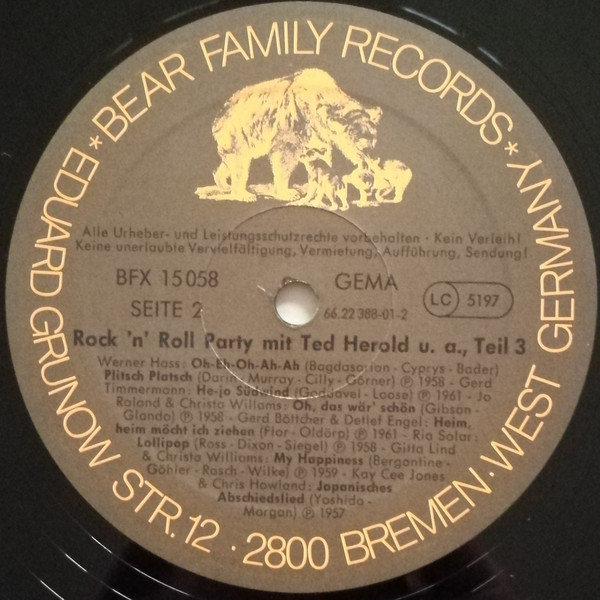 * BEAR FAMILY RECORDS * WEST GERMANY
EDUARD GRUNOW STR. 12 · 2800 BREMEN ·
Alle Urheber- und Leistungsschutzrechte vorbehalten · Kein Verleih!
Keine unerlaubte Vervielfältigung, Vermietung, Aufführung, Sendung!
BFX 15058 GEMA
LC 5197
SEITE 2 66.22 388-01-2
Rock 'n' Roll Party mit Ted Herold u. a., Teil 3
Werner Hass: Oh-Eh-Oh-Ah-Ah (Bagdasarian - Cyprys - Bader)
Plitsch Platsch (Darin - Murray - Cilly - Görner) ℗ 1958 - Gerd
Timmermann: He-jo Südwind (Goddavel - Loose) ℗ 1961 - Jo
Roland & Christa Willams: Oh, das wär' schön (Gibson -
Glando) ℗ 1958 - Gerd Böttcher & Detlef Engel: Heim,
heim möcht ich ziehen (Flor - Oldörp) ℗ 1961 - Ria Solar:
Lollipop (Ross - Dixon - Siegel) ℗ 1958 - Gitta Lind
& Christa Williams: My Happiness (Bergantine -
Göhler - Rasch - Wilke) ℗ 1959 - Kay Cee Jones
& Chris Howland: Japanisches
Abschiedslied (Yoshida -
Morgan) ℗ 1957